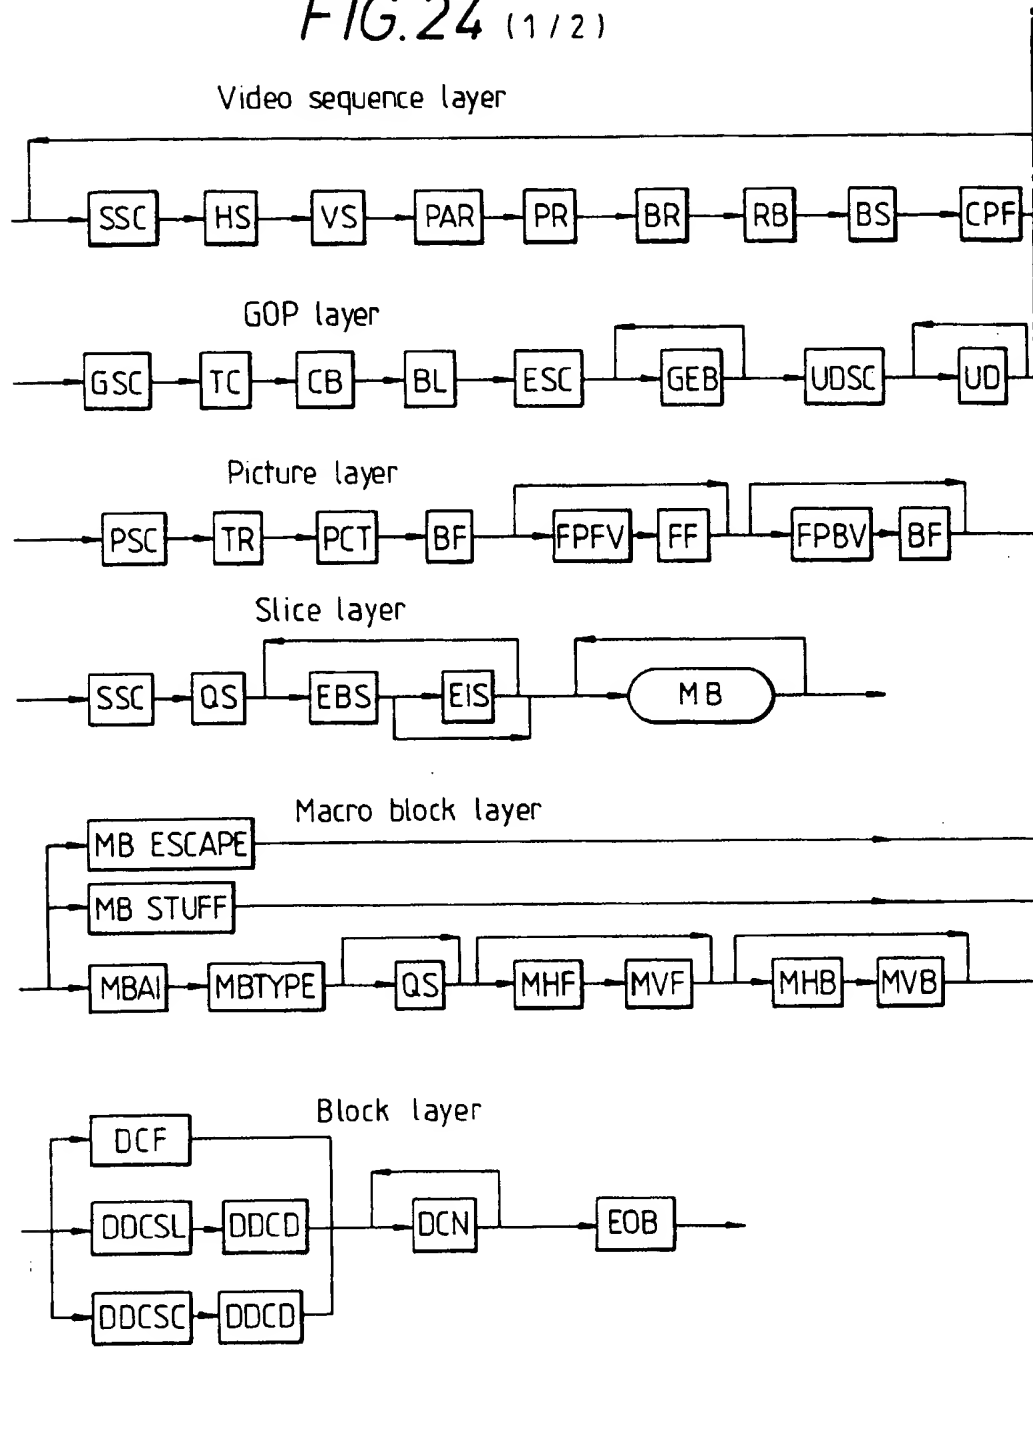 FIG.24 (1/2)
Video sequence layer
SSC HS VS PAR PR BR RB BS CPF
GOP layer
GSC TC CB BL ESC GEB UDSC UD
Picture layer
PSC TR PCT BF FPFV FF FPBV BF
Slice layer
SSC QS EBS EIS MB
Macro block layer
MB ESCAPE
MB STUFF
MBAI MBTYPE QS MHF MVF MHB MVB
Block layer
DCF
DDCSL DDCD DCN EOB
DDCSC DDCD